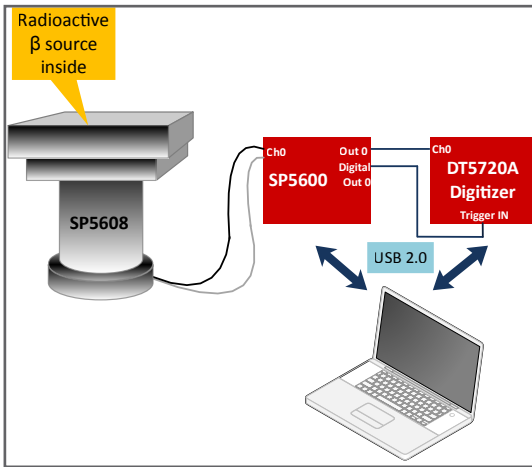 Radioactive
β source
inside
SP5608
Ch0
Out 0
Digital
SP5600
Out 0
Ch0
DT5720A
Digitizer
Trigger IN
USB 2.0